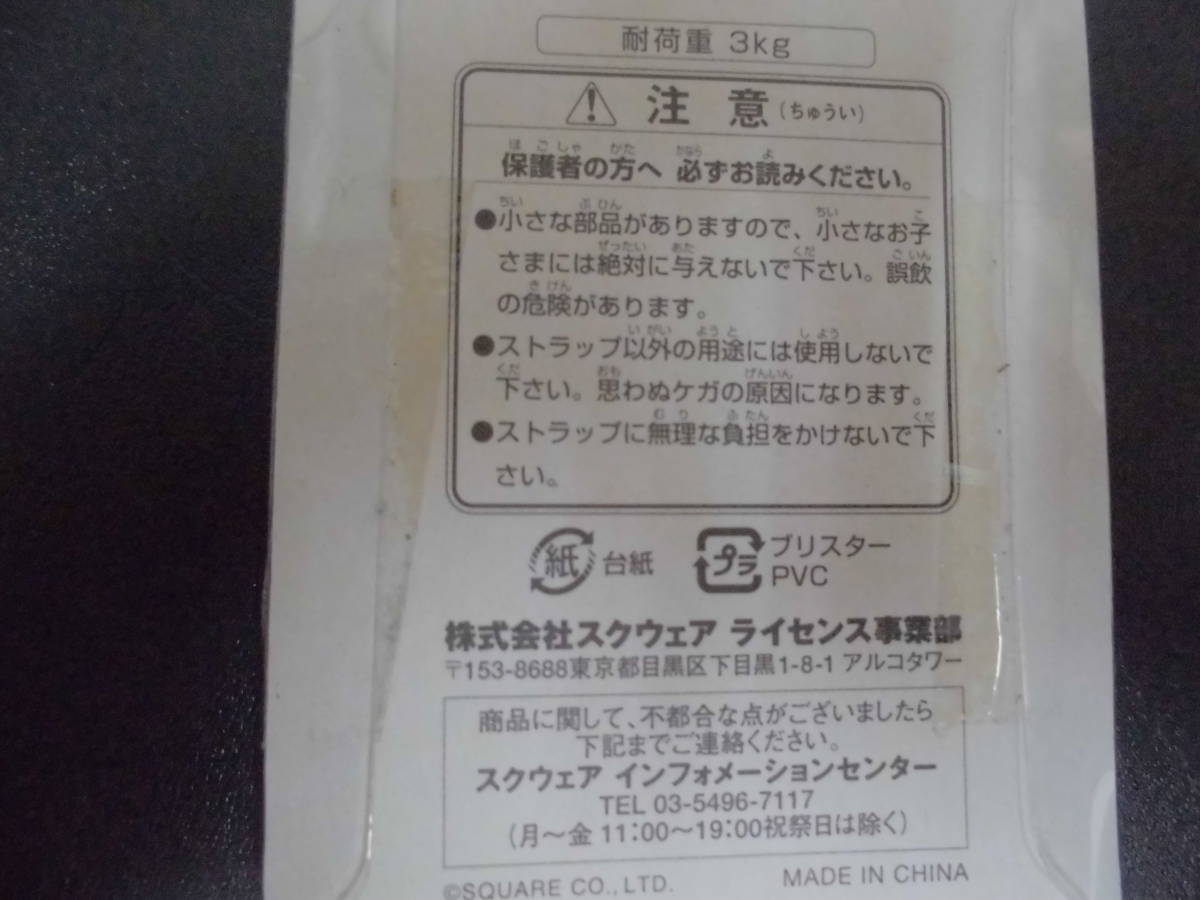 耐荷重 3kg
注意(ちゅうい)
保護者の方へ 必ずお読みください。
●小さな部品がありますので、小さなお子
さまには絶対に与えないで下さい。誤飲
の危険があります。
●ストラップ以外の用途には使用しないで
下さい。思わぬケガの原因になります。
●ストラップに無理な負担をかけないで下
さい。
紙 台紙
プラ ブリスター
PVC
株式会社スクウェア ライセンス事業部
〒153-8688東京都目黒区下目黒1-8-1 アルコタワー
商品に関して、不都合な点がございましたら
下記までご連絡ください。
スクウェア インフォメーションセンター
TEL 03-5496-7117
(月～金 11:00～19:00祝祭日は除く)
©SQUARE CO., LTD. MADE IN CHINA